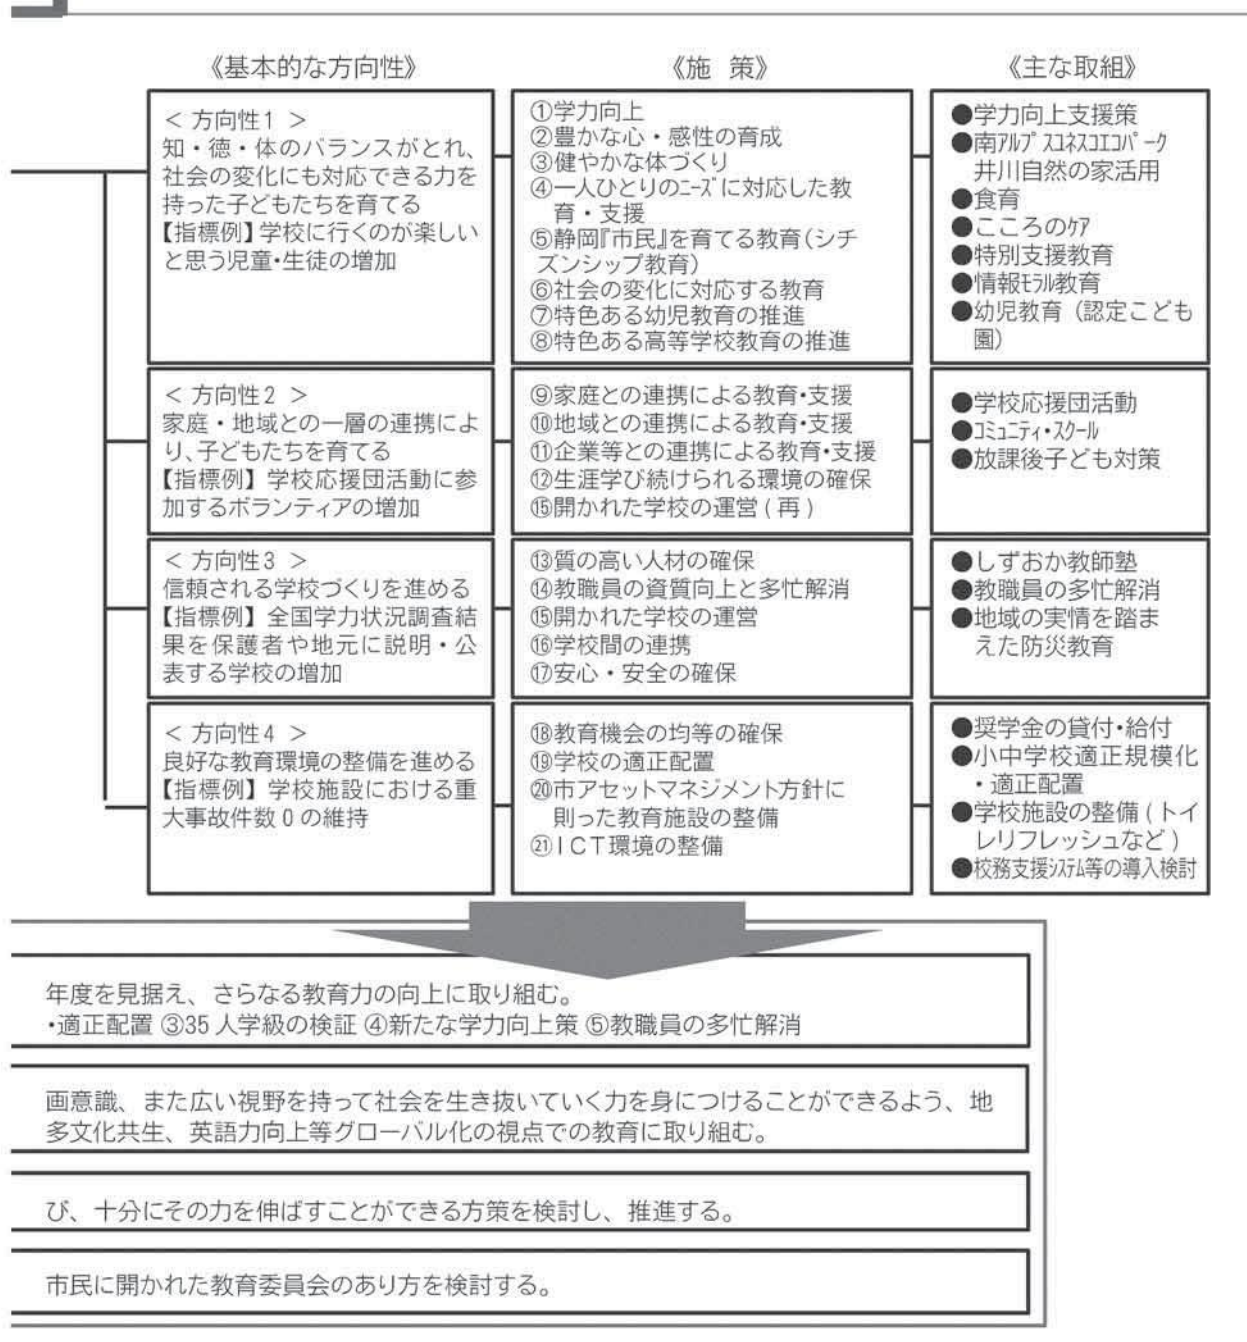 《基本的な方向性》
《施　策》
《主な取組》
＜ 方向性1 ＞
知・徳・体のバランスがとれ、
社会の変化にも対応できる力を
持った子どもたちを育てる
【指標例】学校に行くのが楽しい
と思う児童・生徒の増加
①学力向上
②豊かな心・感性の育成
③健やかな体づくり
④一人ひとりのﾆｰｽﾞに対応した教
育・支援
⑤静岡『市民』を育てる教育(シチ
ズンシップ教育)
⑥社会の変化に対応する教育
⑦特色ある幼児教育の推進
⑧特色ある高等学校教育の推進
●学力向上支援策
●南ｱﾙﾌﾟｽﾕﾈｽｺｴｺﾊﾟｰｸ
井川自然の家活用
●食育
●こころのｹｱ
●特別支援教育
●情報ﾓﾗﾙ教育
●幼児教育（認定こども
園）
＜ 方向性2 ＞
家庭・地域との一層の連携によ
り、子どもたちを育てる
【指標例】学校応援団活動に参
加するボランティアの増加
⑨家庭との連携による教育・支援
⑩地域との連携による教育・支援
⑪企業等との連携による教育・支援
⑫生涯学び続けられる環境の確保
⑮開かれた学校の運営 ( 再 )
●学校応援団活動
●ｺﾐｭﾆﾃｨ・ｽｸｰﾙ
●放課後子ども対策
＜ 方向性3 ＞
信頼される学校づくりを進める
【指標例】全国学力状況調査結
果を保護者や地元に説明・公
表する学校の増加
⑬質の高い人材の確保
⑭教職員の資質向上と多忙解消
⑮開かれた学校の運営
⑯学校間の連携
⑰安心・安全の確保
●しずおか教師塾
●教職員の多忙解消
●地域の実情を踏ま
えた防災教育
＜ 方向性4 ＞
良好な教育環境の整備を進める
【指標例】学校施設における重
大事故件数 0 の維持
⑱教育機会の均等の確保
⑲学校の適正配置
⑳市アセットマネジメント方針に
則った教育施設の整備
㉑ＩＣＴ環境の整備
●奨学金の貸付・給付
●小中学校適正規模化
・適正配置
●学校施設の整備 ( トイ
レリフレッシュなど )
●校務支援ｼｽﾃﾑ等の導入検討
年度を見据え、さらなる教育力の向上に取り組む。
・適正配置 ③35 人学級の検証 ④新たな学力向上策 ⑤教職員の多忙解消
画意識、また広い視野を持って社会を生き抜いていく力を身につけることができるよう、地
多文化共生、英語力向上等グローバル化の視点での教育に取り組む。
び、十分にその力を伸ばすことができる方策を検討し、推進する。
市民に開かれた教育委員会のあり方を検討する。